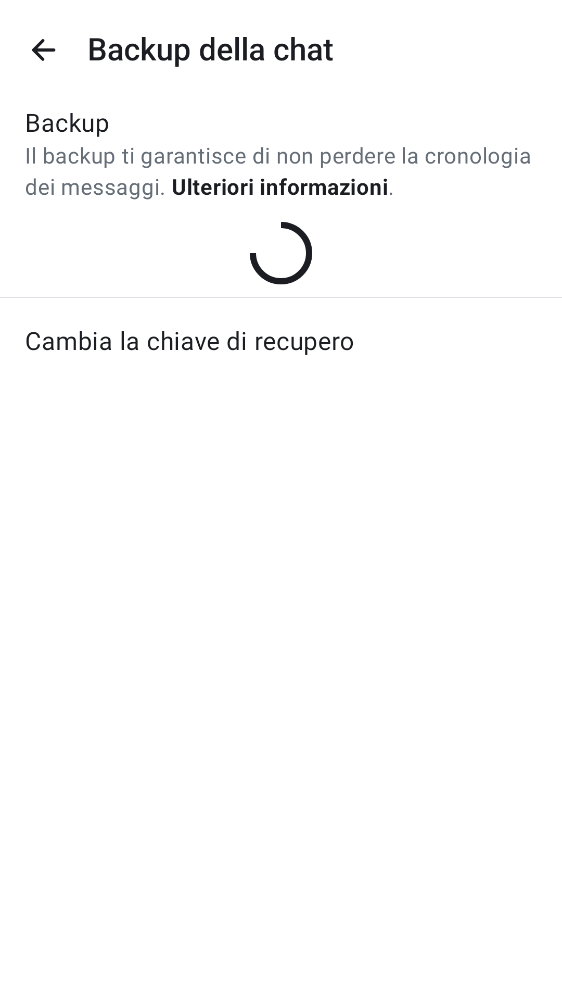 Backup della chat
Backup
Il backup ti garantisce di non perdere la cronologia
dei messaggi. Ulteriori informazioni.
Cambia la chiave di recupero